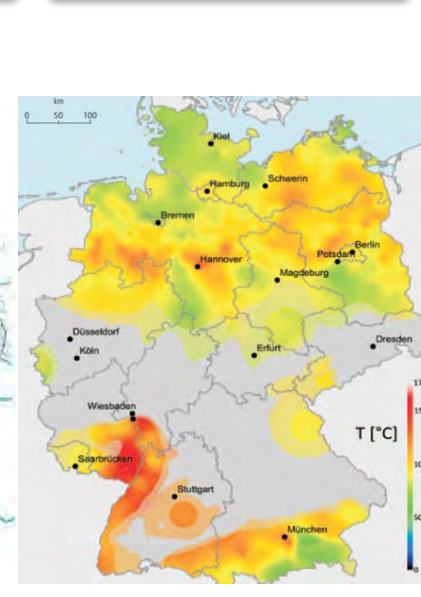 km
0 50 100
Kiel
Hamburg
Schwerin
Bremen
Berlin
Potsdam
Hannover
Magdeburg
Düsseldorf
Dresden
Köln
Erfurt
Wiesbaden
T [°C]
Saarbrücken
Stuttgart
München